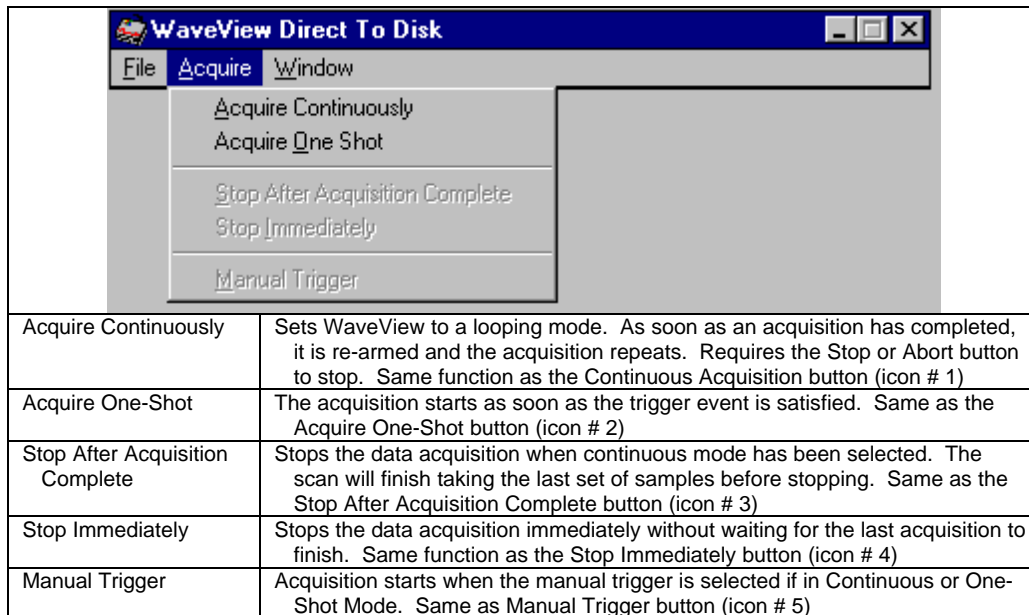 WaveView Direct To Disk
File Acquire Window
Acquire Continuously
Acquire One Shot
Stop After Acquisition Complete
Stop Immediately
Manual Trigger
Acquire Continuously
Sets WaveView to a looping mode. As soon as an acquisition has completed,
it is re-armed and the acquisition repeats. Requires the Stop or Abort button
to stop. Same function as the Continuous Acquisition button (icon # 1)
Acquire One-Shot
The acquisition starts as soon as the trigger event is satisfied. Same as the
Acquire One-Shot button (icon # 2)
Stop After Acquisition
Complete
Stops the data acquisition when continuous mode has been selected. The
scan will finish taking the last set of samples before stopping. Same as the
Stop After Acquisition Complete button (icon # 3)
Stop Immediately
Stops the data acquisition immediately without waiting for the last acquisition to
finish. Same function as the Stop Immediately button (icon # 4)
Manual Trigger
Acquisition starts when the manual trigger is selected if in Continuous or One-
Shot Mode. Same as Manual Trigger button (icon # 5)